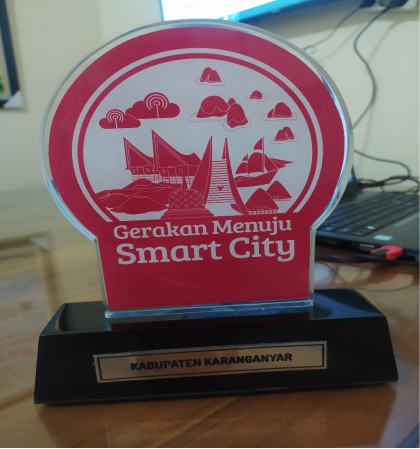 Gerakan Menuju
Smart City
KABUPATEN KARANGANYAR